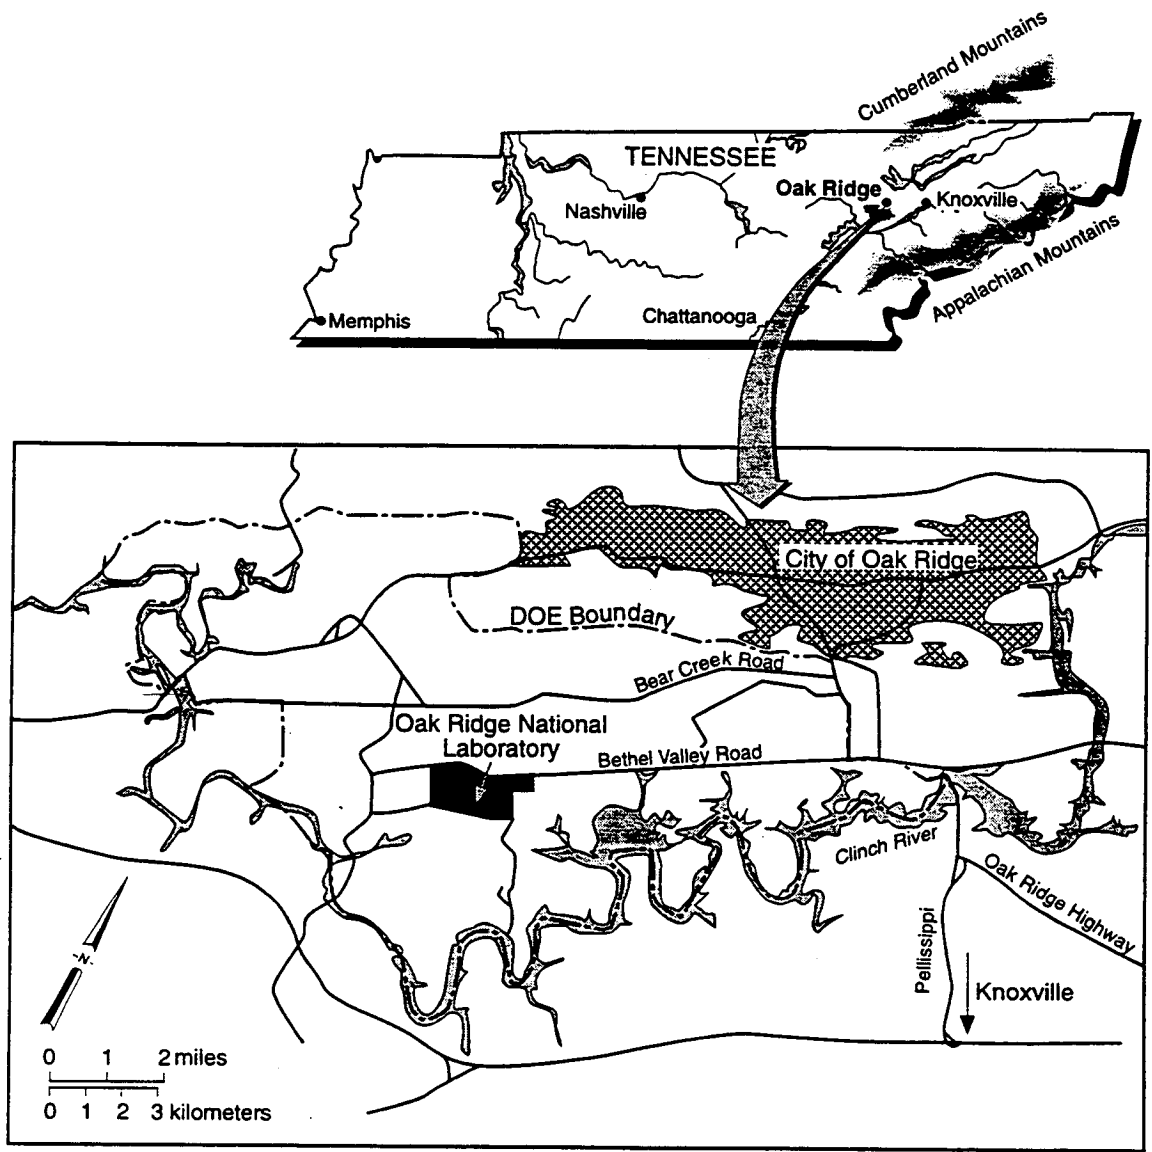 Cumberland Mountains
TENNESSEE
Oak Ridge
Knoxville
Nashville
Appalachian Mountains
Chattanooga
Memphis
City of Oak Ridge
DOE Boundary
Bear Creek Road
Oak Ridge National
Laboratory
Bethel Valley Road
Clinch River
Oak Ridge Highway
Pellissippi
-N-
Knoxville
0 1 2 miles
0 1 2 3 kilometers